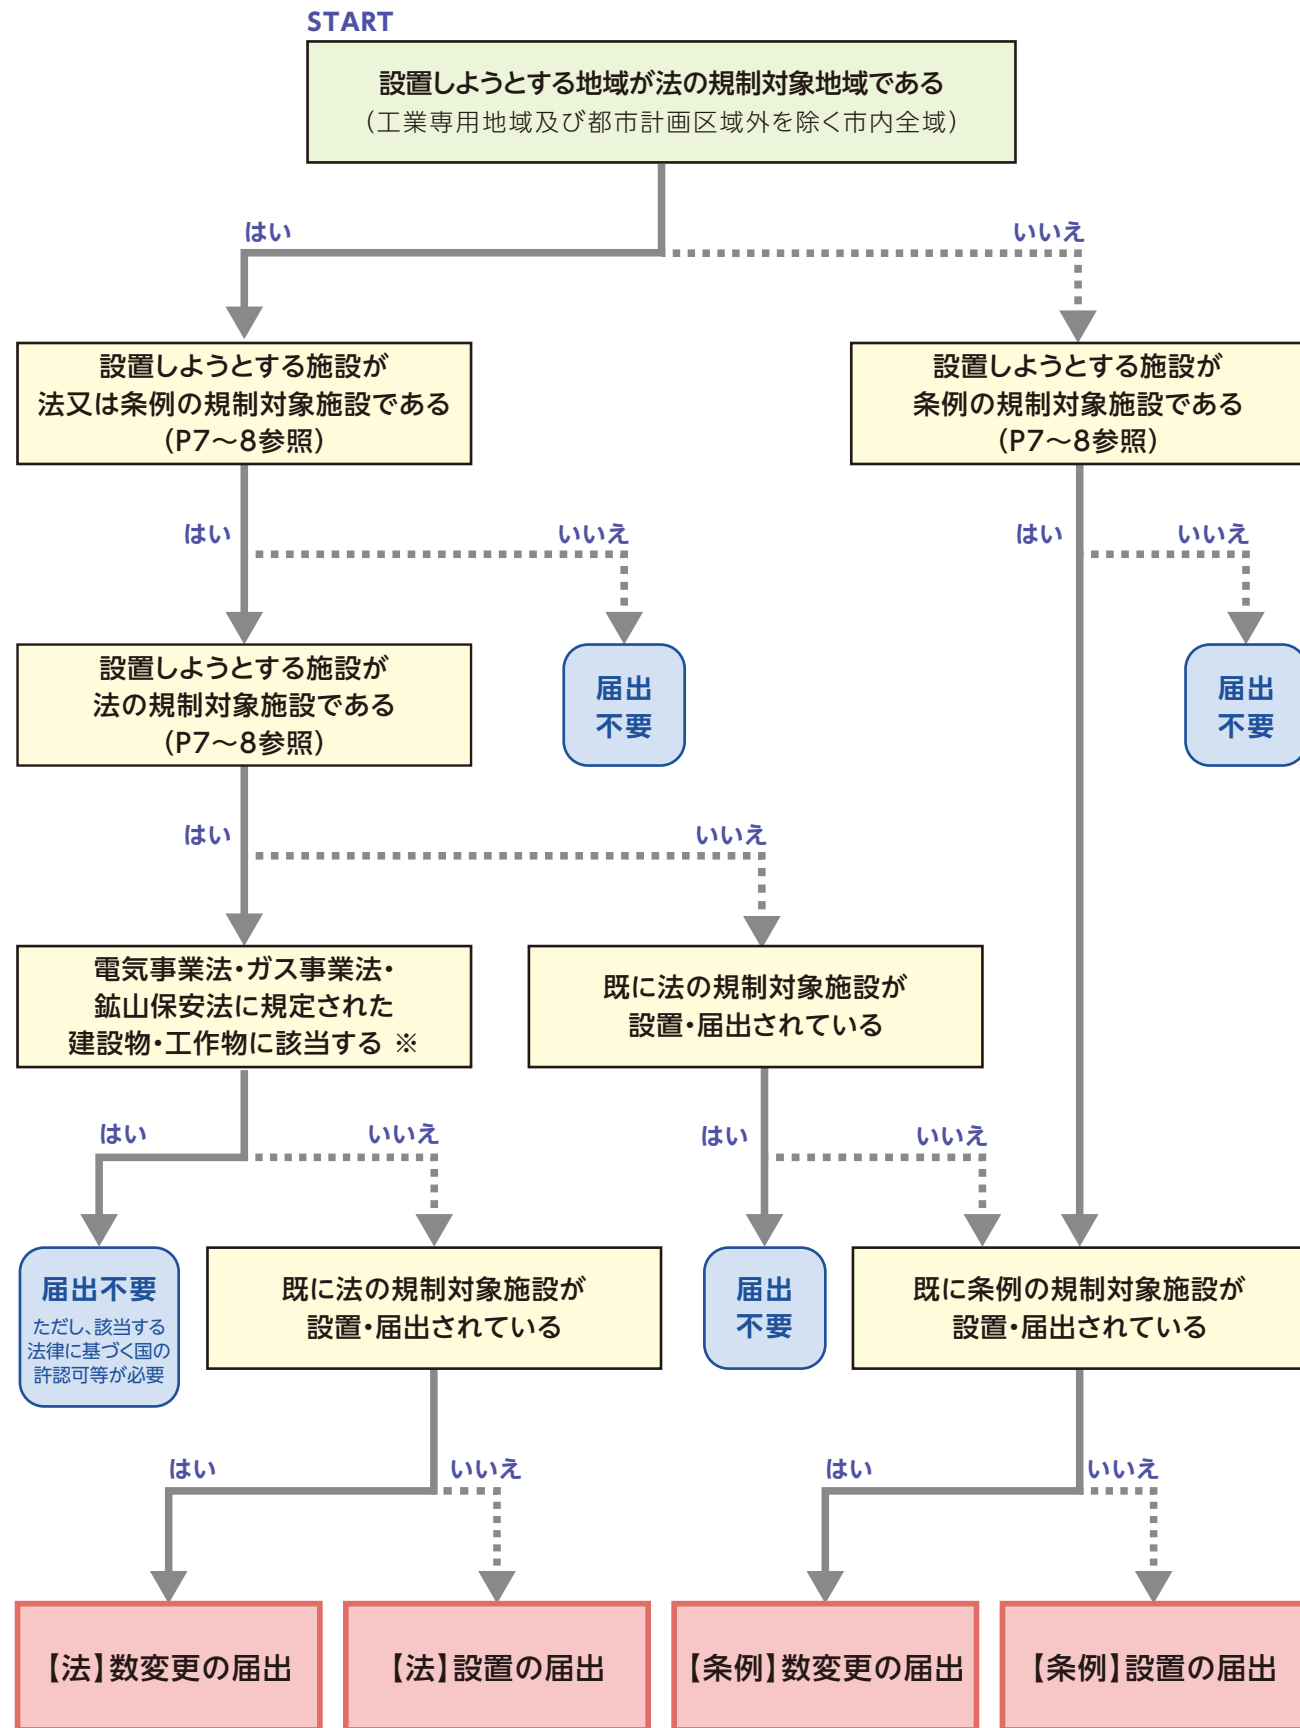 START
設置しようとする地域が法の規制対象地域である
（工業専用地域及び都市計画区域外を除く市内全域）
はい
いいえ
設置しようとする施設が
法又は条例の規制対象施設である
（P7〜8参照）
設置しようとする施設が
条例の規制対象施設である
（P7〜8参照）
はい
いいえ
はい
いいえ
設置しようとする施設が
法の規制対象施設である
（P7〜8参照）
届出
不要
届出
不要
はい
いいえ
電気事業法・ガス事業法・
鉱山保安法に規定された
建設物・工作物に該当する ※
既に法の規制対象施設が
設置・届出されている
はい
いいえ
はい
いいえ
届出不要
ただし、該当する
法律に基づく国の
許認可等が必要
既に法の規制対象施設が
設置・届出されている
届出
不要
既に条例の規制対象施設が
設置・届出されている
はい
いいえ
はい
いいえ
【法】数変更の届出
【法】設置の届出
【条例】数変更の届出
【条例】設置の届出